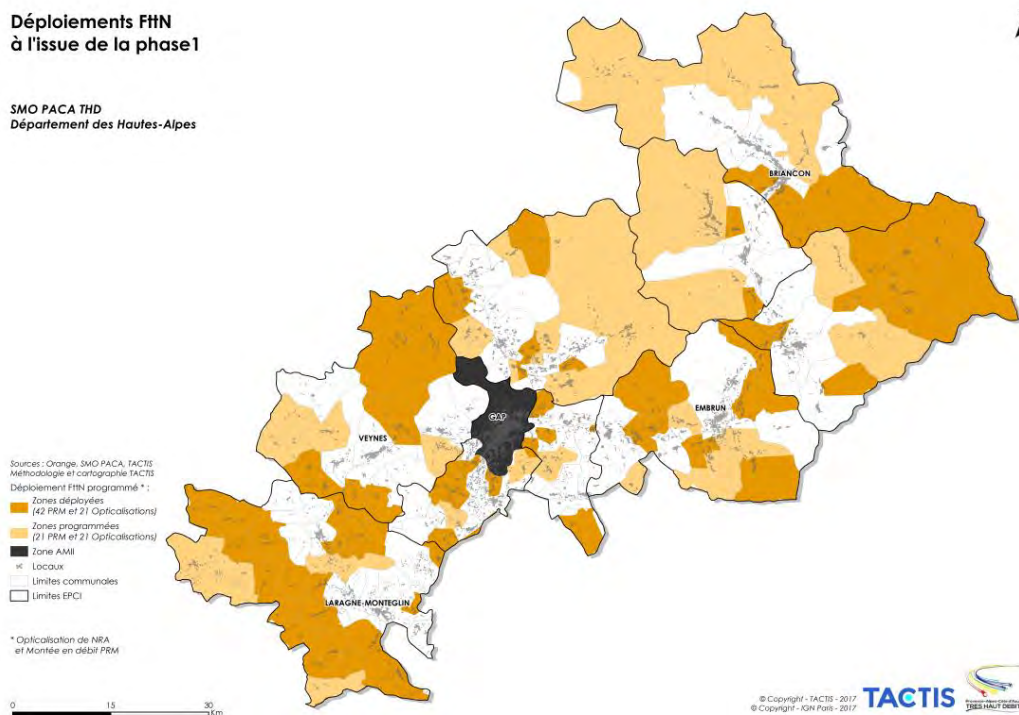 Déploiements FttN
à l'issue de la phase1
SMO PACA THD
Département des Hautes-Alpes
BRIANCON
GAP
EMBRUN
VEYNES
LARAGNE-MONTEGLIN
Sources : Orange, SMO PACA, TACTIS
Méthodologie et cartographie TACTIS
Déploiement FttN programmé * :
Zones déployées
(42 PRM et 21 Opticalisations)
Zones programmées
(21 PRM et 21 Opticalisations)
Zone AMII
Locaux
Limites communales
Limites EPCI
* Opticalisation de NRA
et Montée en débit PRM
0 15 30
Km
© Copyright - TACTIS - 2017
© Copyright - IGN Paris - 2017
TACTIS
TRES HAUT DEBIT